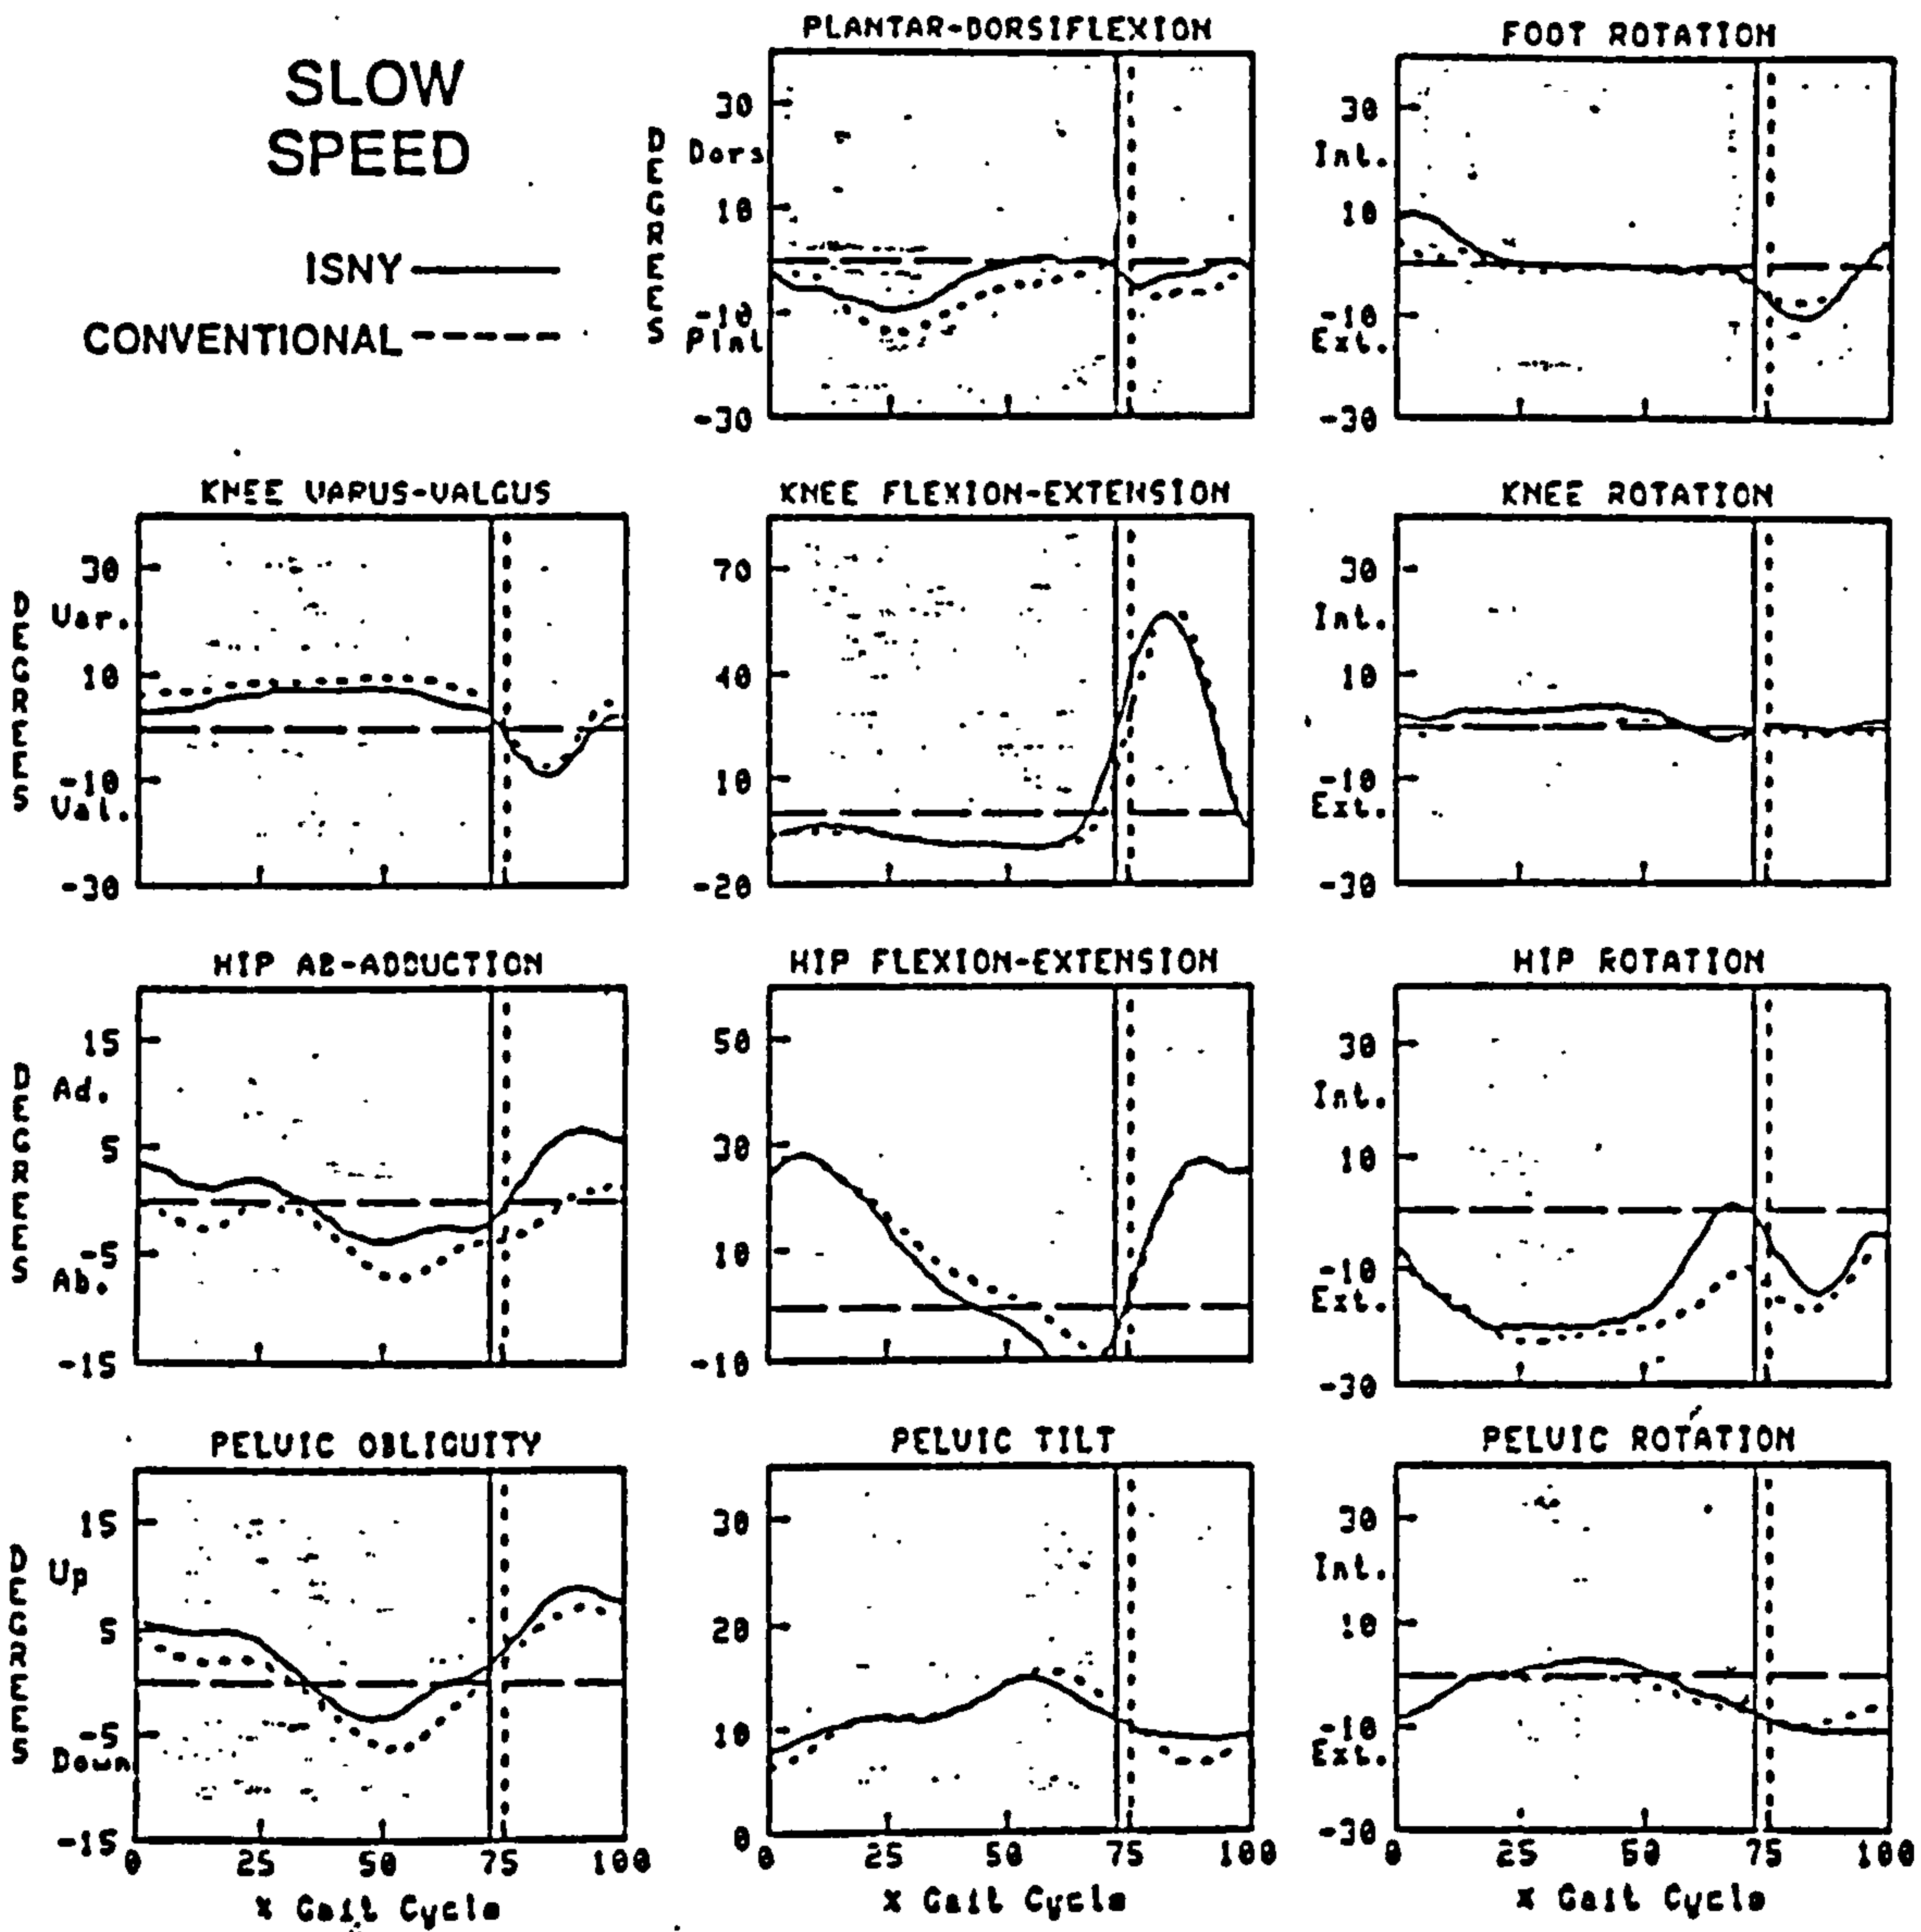 SLOW
SPEED
ISNY
CONVENTIONAL
PLANTAR-DORSIFLEXION
DEGREES
30
Dors
10
-10
Plnt
-30
FOOT ROTATION
30
Int.
10
-10
Ext.
-30
KNEE VARUS-VALGUS
DEGREES
30
Var.
10
-10
Val.
-30
KNEE FLEXION-EXTENSION
70
40
10
-20
KNEE ROTATION
30
Int.
10
-10
Ext.
-30
HIP AB-ADDUCTION
DEGREES
15
Ad.
5
-5
Ab.
-15
HIP FLEXION-EXTENSION
50
30
10
-10
HIP ROTATION
30
Int.
10
-10
Ext.
-30
PELVIC OBLIQUITY
DEGREES
15
Up
5
-5
Down
-15
0 25 50 75 100
% Gait Cycle
PELVIC TILT
30
20
10
0
0 25 50 75 100
% Gait Cycle
PELVIC ROTATION
30
Int.
10
-10
Ext.
-30
0 25 50 75 100
% Gait Cycle